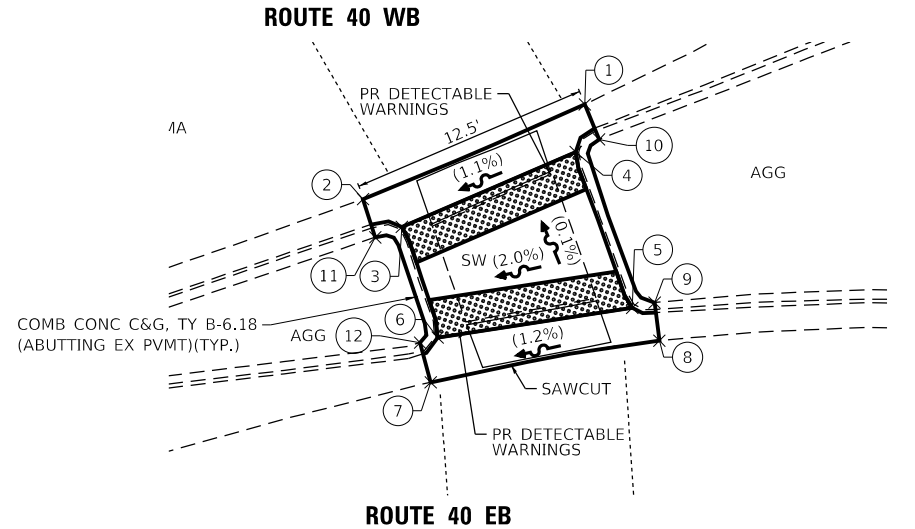 ROUTE 40 WB
1
PR DETECTABLE
WARNINGS
12.5'
MA
10
(1.1%)
AGG
2
4
(0.1%)
SW (2.0%)
11
3
5
9
COMB CONC C&G, TY B-6.18
(ABUTTING EX PVMT)(TYP.)
6
AGG
12
(1.2%)
8
7
SAWCUT
PR DETECTABLE
WARNINGS
ROUTE 40 EB